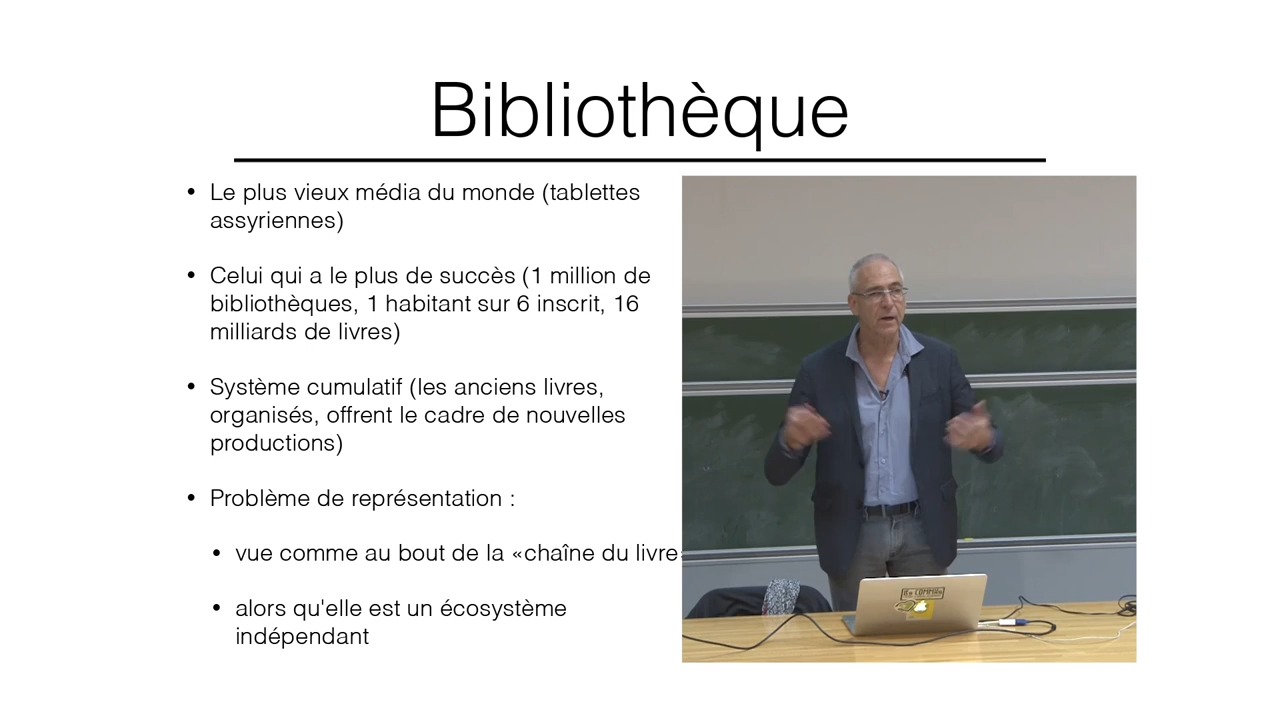 Bibliothèque
• Le plus vieux média du monde (tablettes
assyriennes)
• Celui qui a le plus de succès (1 million de
bibliothèques, 1 habitant sur 6 inscrit, 16
milliards de livres)
• Système cumulatif (les anciens livres,
organisés, offrent le cadre de nouvelles
productions)
• Problème de représentation :
• vue comme au bout de la «chaîne du livre
• alors qu'elle est un écosystème
indépendant